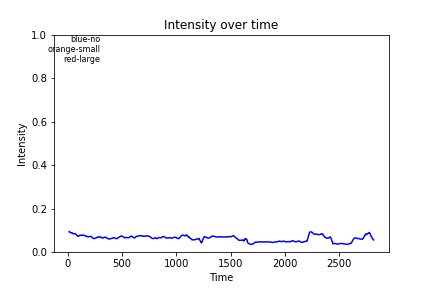 Intensity over time
blue-no
orange-small
red-large
1.0
0.8
0.6
0.4
0.2
0.0
Intensity
0 500 1000 1500 2000 2500
Time